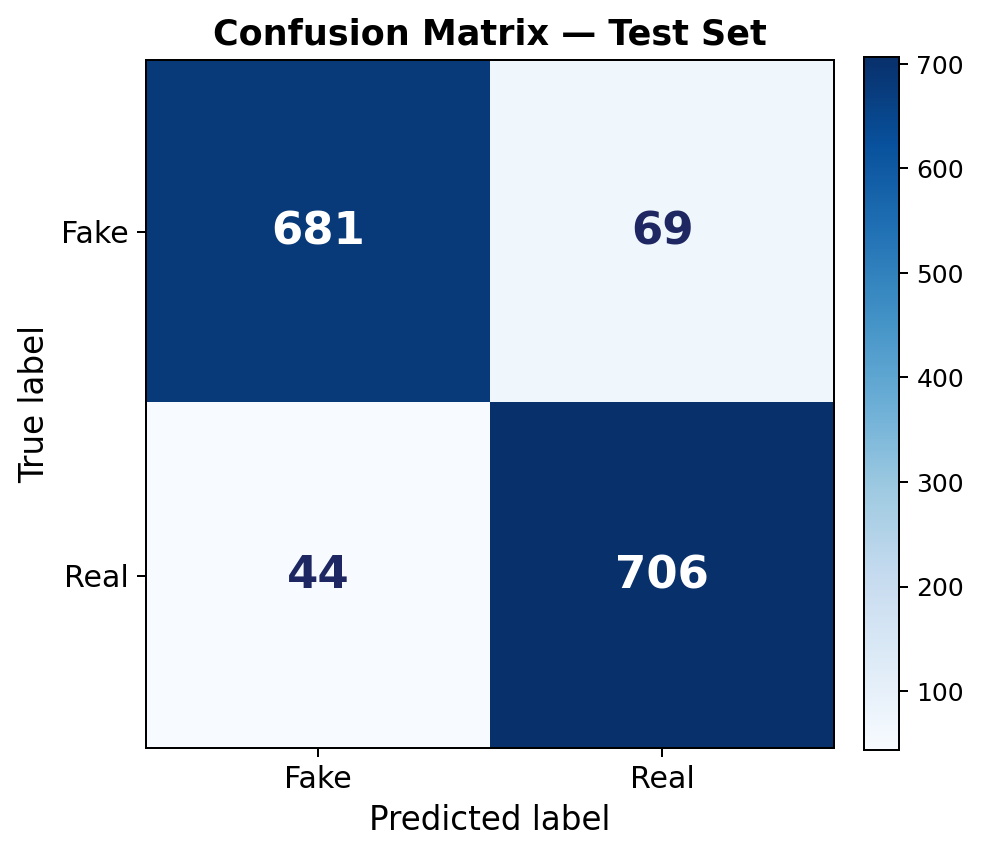 Confusion Matrix — Test Set
True label
Fake
681
69
Real
44
706
Fake
Real
Predicted label
700
600
500
400
300
200
100